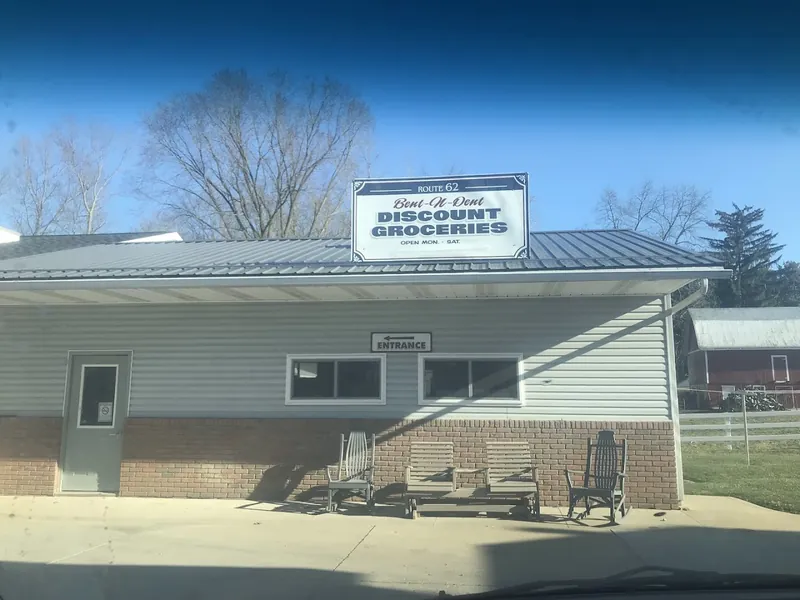 ROUTE 62
Bent-N-Dent
DISCOUNT
GROCERIES
OPEN MON. - SAT.
ENTRANCE